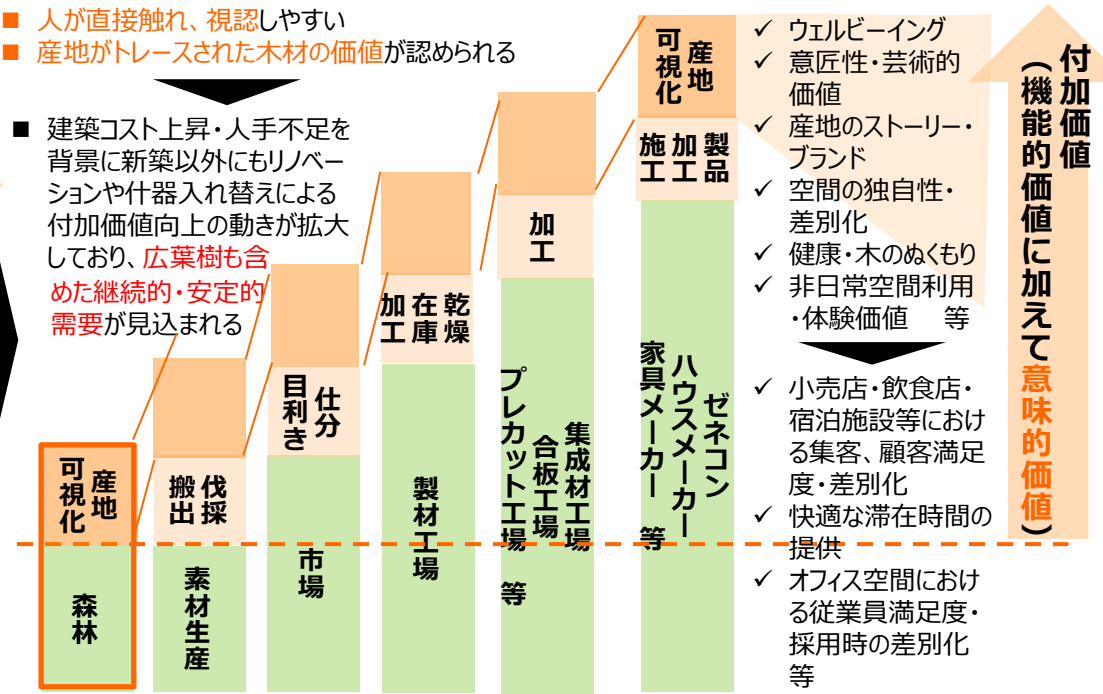 ■ 人が直接触れ、視認しやすい
■ 産地がトレースされた木材の価値が認められる
■ 建築コスト上昇・人手不足を
背景に新築以外にもリノベー
ションや什器入れ替えによる
付加価値向上の動きが拡大
しており、広葉樹も含
めた継続的・安定的
需要が見込まれる
産地
可視化
森林
伐採
搬出
素材生産
仕分
目利き
市場
乾燥
在庫
加工
製材工場
加工
集成材工場
合板工場
プレカット工場 等
産地
可視化
製品
加工
施工
ゼネコン
ハウスメーカー
家具メーカー 等
✓ ウェルビーイング
✓ 意匠性・芸術的
価値
✓ 産地のストーリー・
ブランド
✓ 空間の独自性・
差別化
✓ 健康・木のぬくもり
✓ 非日常空間利用
・体験価値 等
✓ 小売店・飲食店・
宿泊施設等におけ
る集客、顧客満足
度・差別化
✓ 快適な滞在時間の
提供
✓ オフィス空間におけ
る従業員満足度・
採用時の差別化
等
付加価値
(機能的価値に加えて意味的価値)